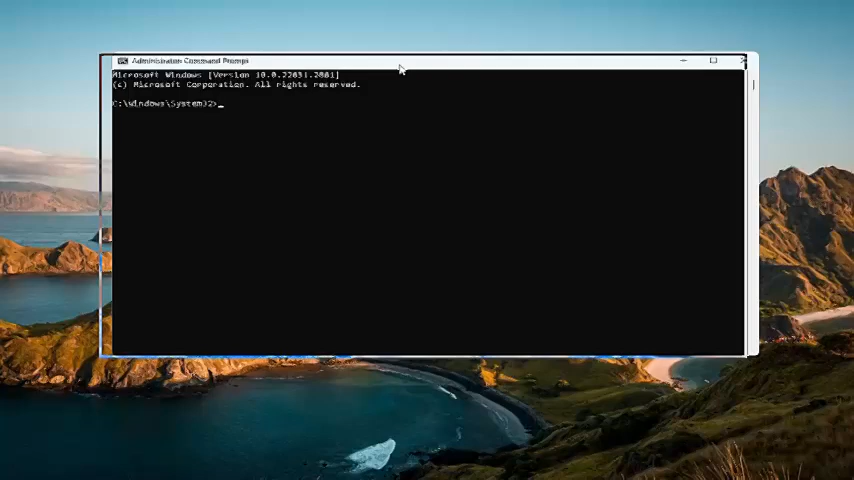 Administrator: Command Prompt
Microsoft Windows [Version 10.0.22631.2861]
(c) Microsoft Corporation. All rights reserved.
C:\Windows\System32>_